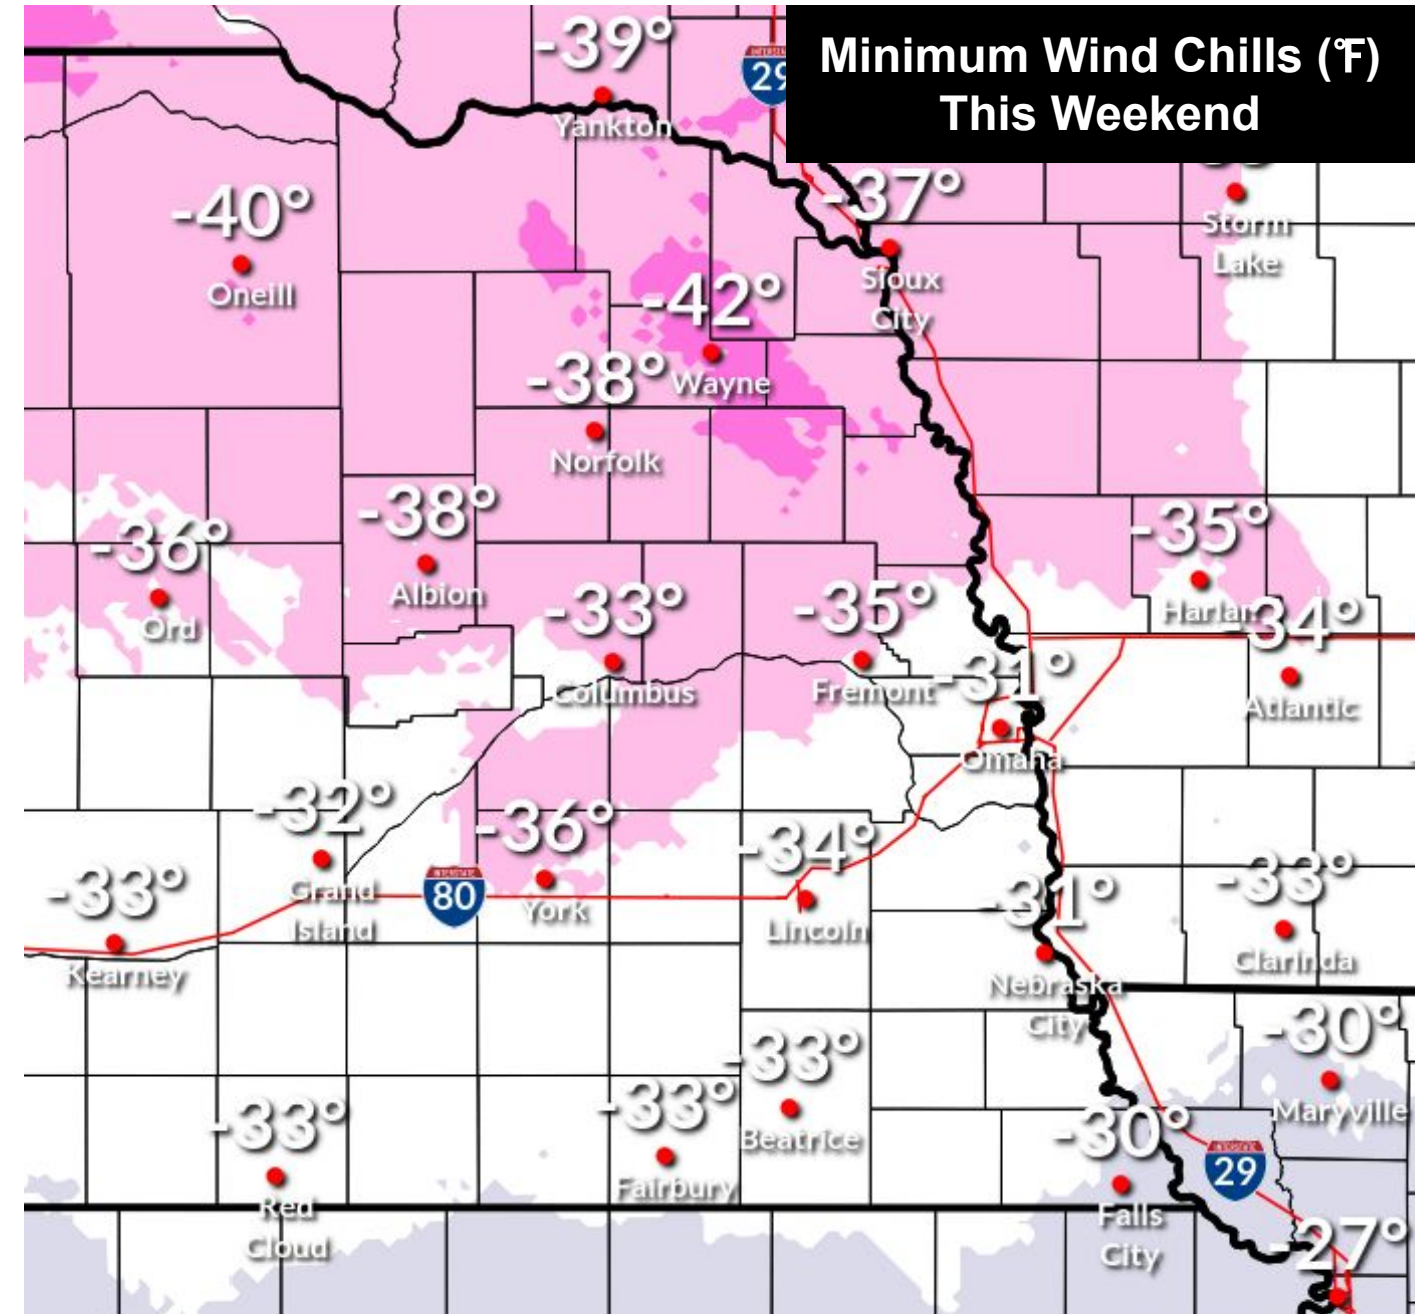 Minimum Wind Chills (°F)
This Weekend
-39°
Yankton
INTERSTATE
29
-37°
Sioux
City
Storm
Lake
-40°
Oneill
-42°
Wayne
-38°
Norfolk
-38°
Albion
-36°
Ord
-35°
Harlan
-33°
Columbus
-35°
Fremont
-34°
Atlantic
-31°
Omaha
-32°
Grand
Island
INTERSTATE
80
-36°
York
-34°
Lincoln
-33°
Kearney
-31°
Nebraska
City
-33°
Clarinda
-33°
Beatrice
-30°
Maryville
-33°
Red
Cloud
-33°
Fairbury
-30°
Falls
City
INTERSTATE
29
-27°